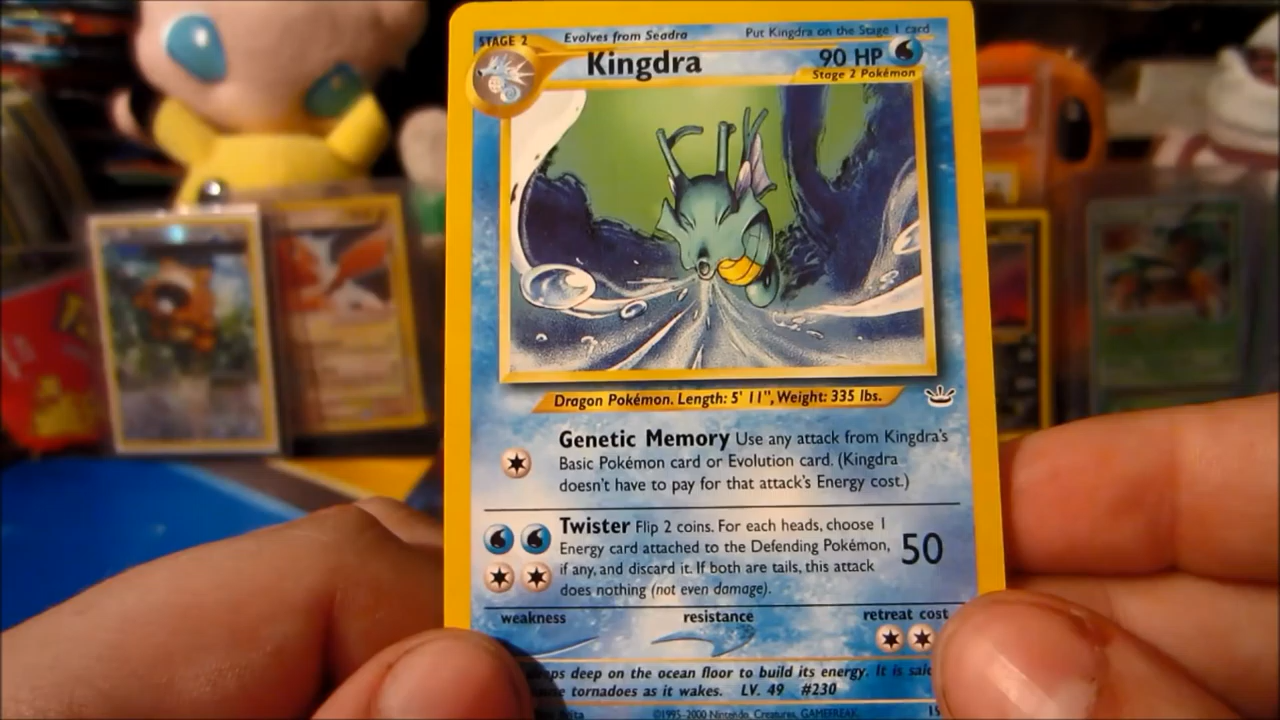 STAGE 2 Evolves from Seadra Put Kingdra on the Stage 1 card
Kingdra 90 HP
Stage 2 Pokémon
Dragon Pokémon. Length: 5' 11", Weight: 335 lbs.
Genetic Memory Use any attack from Kingdra's
Basic Pokémon card or Evolution card. (Kingdra
doesn't have to pay for that attack's Energy cost.)
Twister Flip 2 coins. For each heads, choose 1
Energy card attached to the Defending Pokémon,
if any, and discard it. If both are tails, this attack
does nothing (not even damage).
50
weakness resistance retreat cost
deep on the ocean floor to build its energy. It is said
tornadoes as it wakes. LV. 49 #230
©1995-2000 Nintendo, Creatures, GAMEFREAK.